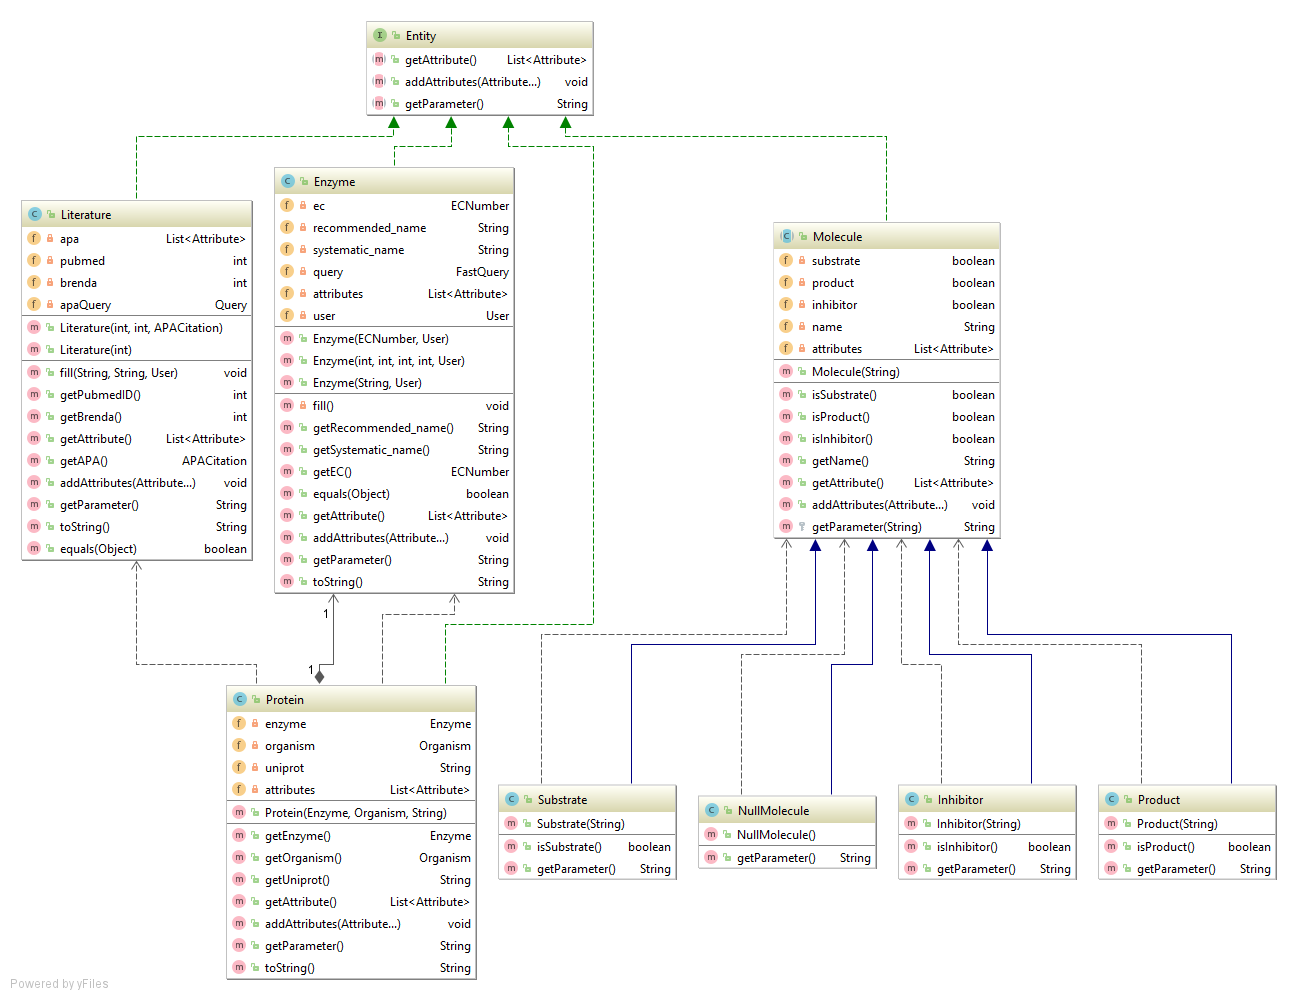 Entity
getAttribute() List<Attribute>
addAttributes(Attribute...) void
getParameter() String
Literature
apa List<Attribute>
pubmed int
brenda int
apaQuery Query
Literature(int, int, APACitation)
Literature(int)
fill(String, String, User) void
getPubmedID() int
getBrenda() int
getAttribute() List<Attribute>
getAPA() APACitation
addAttributes(Attribute...) void
getParameter() String
toString() String
equals(Object) boolean
Enzyme
ec ECNumber
recommended_name String
systematic_name String
query FastQuery
attributes List<Attribute>
user User
Enzyme(ECNumber, User)
Enzyme(int, int, int, int, User)
Enzyme(String, User)
fill() void
getRecommended_name() String
getSystematic_name() String
getEC() ECNumber
equals(Object) boolean
getAttribute() List<Attribute>
addAttributes(Attribute...) void
getParameter() String
toString() String
Molecule
substrate boolean
product boolean
inhibitor boolean
name String
attributes List<Attribute>
Molecule(String)
isSubstrate() boolean
isProduct() boolean
isInhibitor() boolean
getName() String
getAttribute() List<Attribute>
addAttributes(Attribute...) void
getParameter(String) String
1
1
Protein
enzyme Enzyme
organism Organism
uniprot String
attributes List<Attribute>
Protein(Enzyme, Organism, String)
getEnzyme() Enzyme
getOrganism() Organism
getUniprot() String
getAttribute() List<Attribute>
addAttributes(Attribute...) void
getParameter() String
toString() String
Substrate
Substrate(String)
isSubstrate() boolean
getParameter() String
NullMolecule
NullMolecule()
getParameter() String
Inhibitor
Inhibitor(String)
isInhibitor() boolean
getParameter() String
Product
Product(String)
isProduct() boolean
getParameter() String
Powered by yFiles